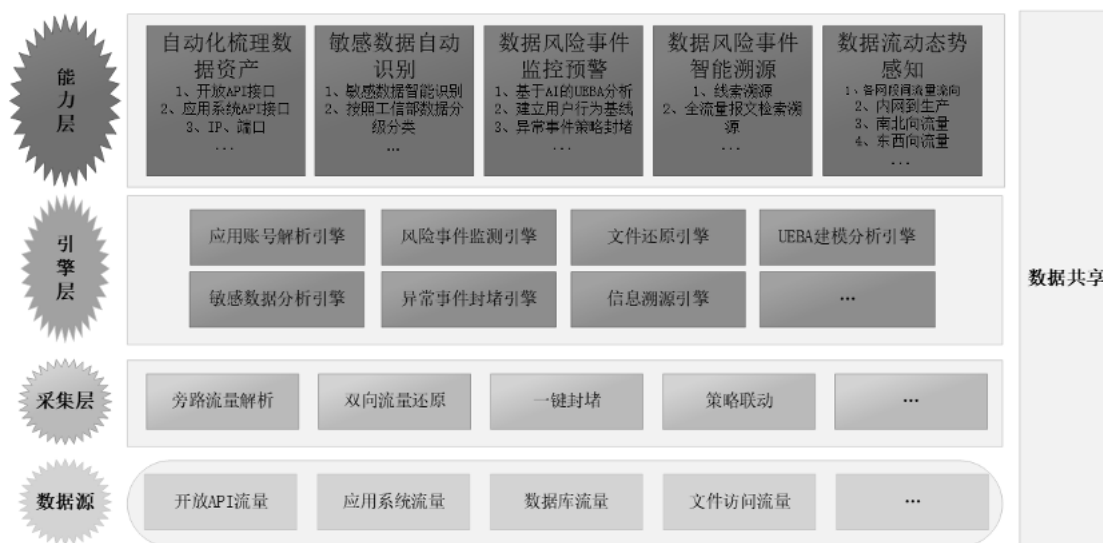 能
力
层
自动化梳理数
据资产
1、开放API接口
2、应用系统API接口
3、IP、端口
...
敏感数据自动
识别
1、敏感数据智能识别
2、按照工信部数据分
级分类
...
数据风险事件
监控预警
1、基于AI的UEBA分析
2、建立用户行为基线
3、异常事件策略封堵
...
数据风险事件
智能溯源
1、线索溯源
2、全流量报文检索溯
源
...
数据流动态势
感知
1、各网段间流量流向
2、内网到生产
3、南北向流量
4、东西向流量
...
引
擎
层
应用账号解析引擎
风险事件监测引擎
文件还原引擎
UEBA建模分析引擎
敏感数据分析引擎
异常事件封堵引擎
信息溯源引擎
...
采集层
旁路流量解析
双向流量还原
一键封堵
策略联动
...
数据源
开放API流量
应用系统流量
数据库流量
文件访问流量
...
数据共享